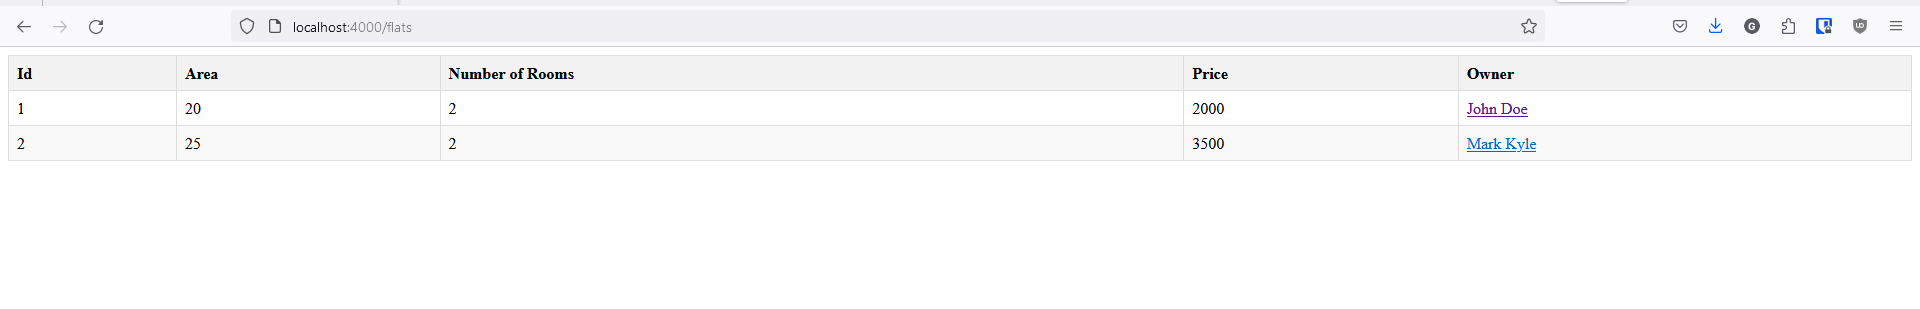 localhost:4000/flats
G
UO
Id Area Number of Rooms Price Owner
1 20 2 2000 John Doe
2 25 2 3500 Mark Kyle